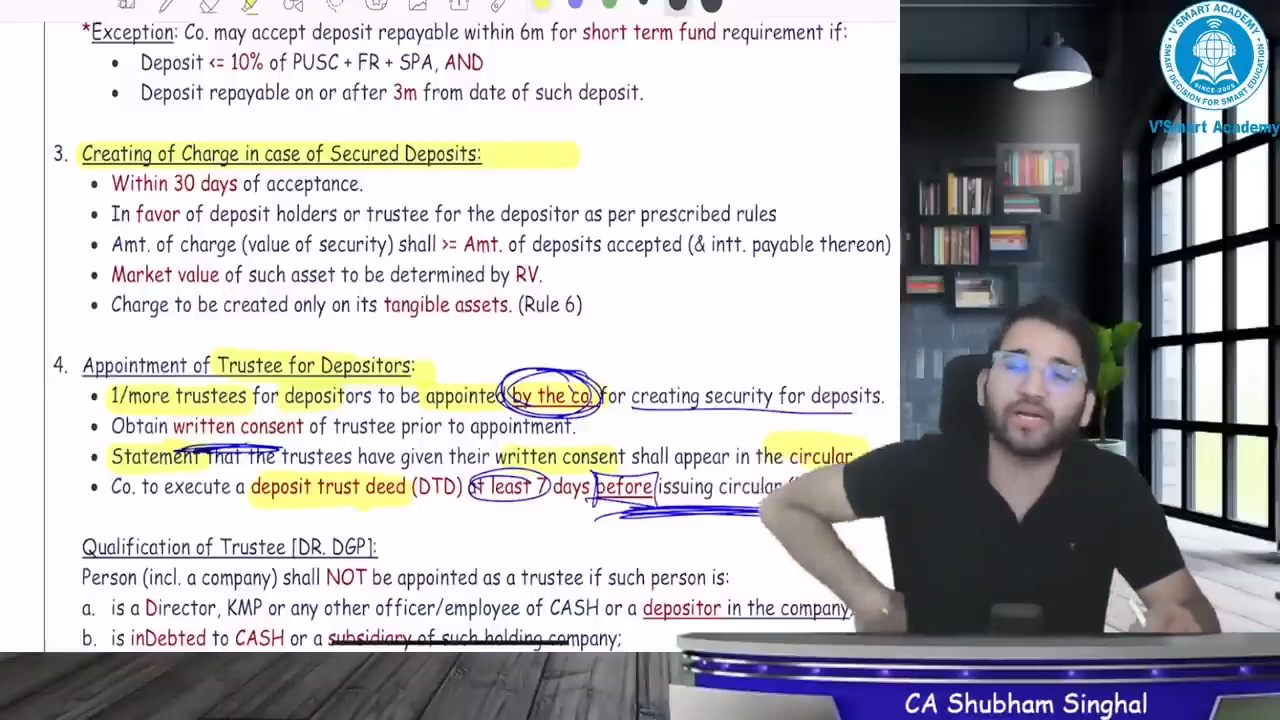 *Exception: Co. may accept deposit repayable within 6m for short term fund requirement if:
• Deposit <= 10% of PUSC + FR + SPA, AND
• Deposit repayable on or after 3m from date of such deposit.
3. Creating of Charge in case of Secured Deposits:
• Within 30 days of acceptance.
• In favor of deposit holders or trustee for the depositor as per prescribed rules
• Amt. of charge (value of security) shall >= Amt. of deposits accepted (& intt. payable thereon)
• Market value of such asset to be determined by RV.
• Charge to be created only on its tangible assets. (Rule 6)
4. Appointment of Trustee for Depositors:
• 1/more trustees for depositors to be appointed by the co. for creating security for deposits.
• Obtain written consent of trustee prior to appointment.
• Statement that the trustees have given their written consent shall appear in the circular
• Co. to execute a deposit trust deed (DTD) at least 7 days before issuing circular
Qualification of Trustee [DR. DGP]:
Person (incl. a company) shall NOT be appointed as a trustee if such person is:
a. is a Director, KMP or any other officer/employee of CASH or a depositor in the company,
b. is inDebted to CASH or a subsidiary of such holding company;
V'SMART ACADEMY
SINCE-2005
SMART DECISION FOR SMART EDUCATION
V'Smart Academy
CA Shubham Singhal